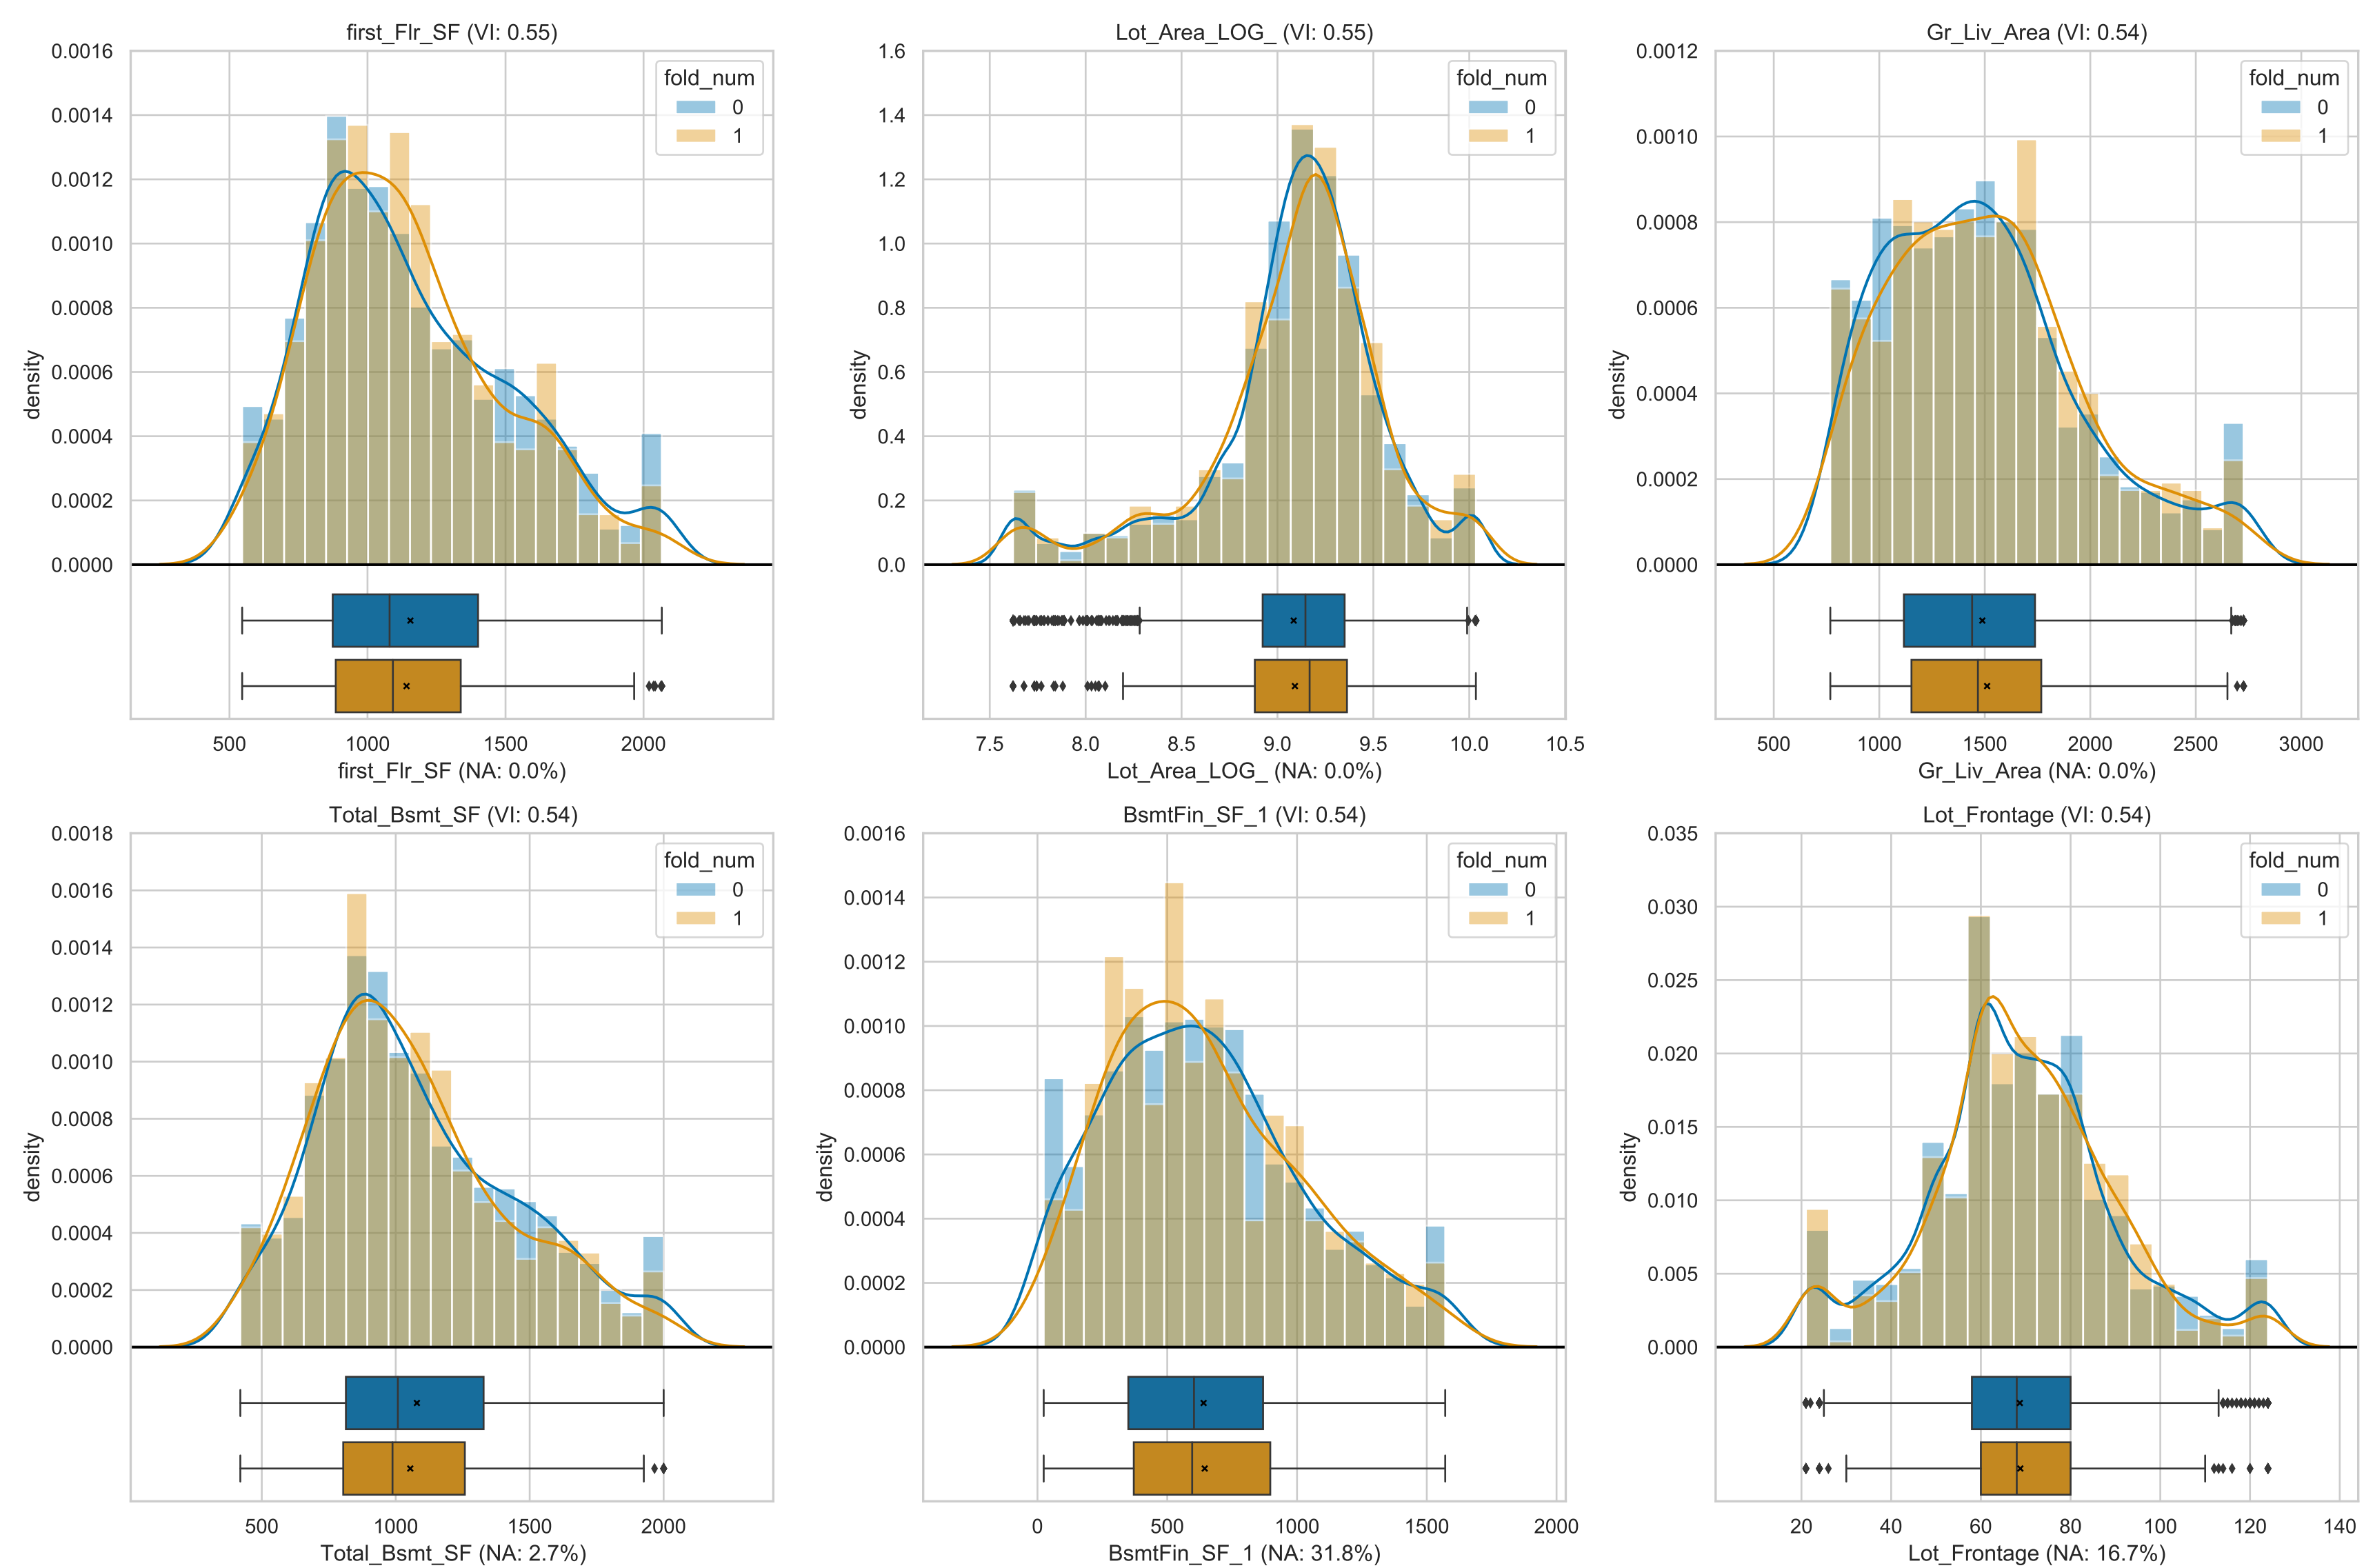 first_Flr_SF (VI: 0.55)
0.0016
0.0014
0.0012
0.0010
0.0008
0.0006
0.0004
0.0002
0.0000
density
fold_num
0
1
500 1000 1500 2000
first_Flr_SF (NA: 0.0%)
Lot_Area_LOG_ (VI: 0.55)
1.6
1.4
1.2
1.0
0.8
0.6
0.4
0.2
0.0
density
fold_num
0
1
7.5 8.0 8.5 9.0 9.5 10.0 10.5
Lot_Area_LOG_ (NA: 0.0%)
Gr_Liv_Area (VI: 0.54)
0.0012
0.0010
0.0008
0.0006
0.0004
0.0002
0.0000
density
fold_num
0
1
500 1000 1500 2000 2500 3000
Gr_Liv_Area (NA: 0.0%)
Total_Bsmt_SF (VI: 0.54)
0.0018
0.0016
0.0014
0.0012
0.0010
0.0008
0.0006
0.0004
0.0002
0.0000
density
fold_num
0
1
500 1000 1500 2000
Total_Bsmt_SF (NA: 2.7%)
BsmtFin_SF_1 (VI: 0.54)
0.0016
0.0014
0.0012
0.0010
0.0008
0.0006
0.0004
0.0002
0.0000
density
fold_num
0
1
0 500 1000 1500 2000
BsmtFin_SF_1 (NA: 31.8%)
Lot_Frontage (VI: 0.54)
0.035
0.030
0.025
0.020
0.015
0.010
0.005
0.000
density
fold_num
0
1
20 40 60 80 100 120 140
Lot_Frontage (NA: 16.7%)